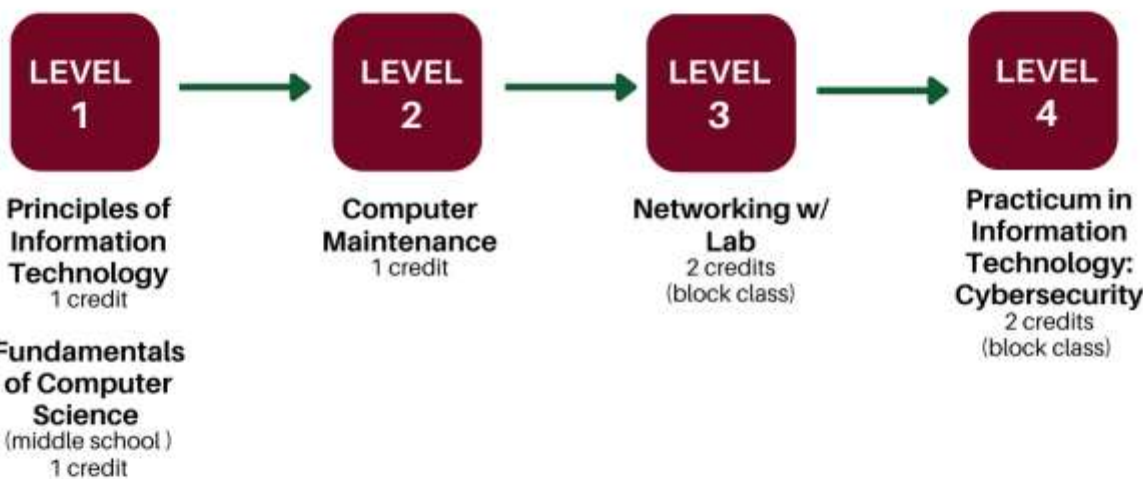 LEVEL
1
Principles of
Information
Technology
1 credit
Fundamentals
of Computer
Science
(middle school )
1 credit
LEVEL
2
Computer
Maintenance
1 credit
LEVEL
3
Networking w/
Lab
2 credits
(block class)
LEVEL
4
Practicum in
Information
Technology:
Cybersecurity
2 credits
(block class)